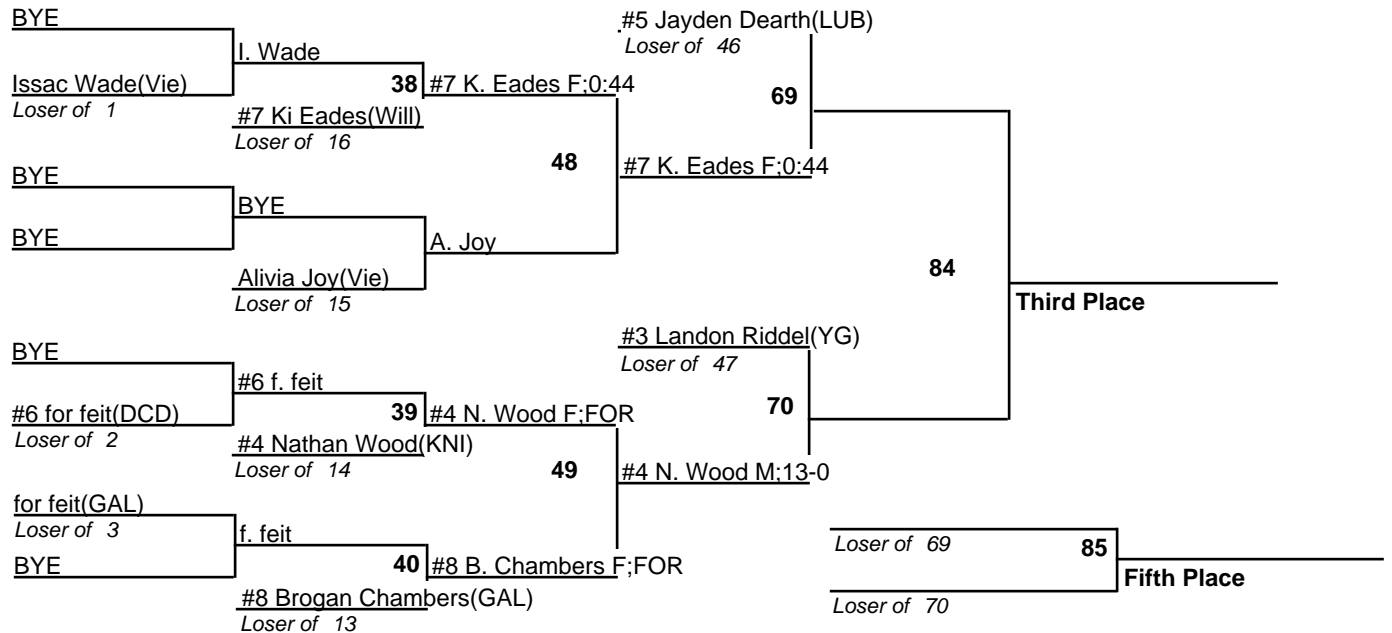 BYE
#5 Jayden Dearth(LUB)
Loser of 46
I. Wade
Issac Wade(Vie)
Loser of 1
38
#7 K. Eades F;0:44
69
#7 Ki Eades(Will)
Loser of 16
48
#7 K. Eades F;0:44
BYE
BYE
BYE
A. Joy
84
Alivia Joy(Vie)
Loser of 15
Third Place
#3 Landon Riddel(YG)
Loser of 47
BYE
#6 f. feit
#6 for feit(DCD)
Loser of 2
39
#4 N. Wood F;FOR
70
#4 Nathan Wood(KNI)
Loser of 14
49
#4 N. Wood M;13-0
for feit(GAL)
Loser of 3
f. feit
BYE
40
#8 B. Chambers F;FOR
Loser of 69
85
Fifth Place
#8 Brogan Chambers(GAL)
Loser of 13
Loser of 70